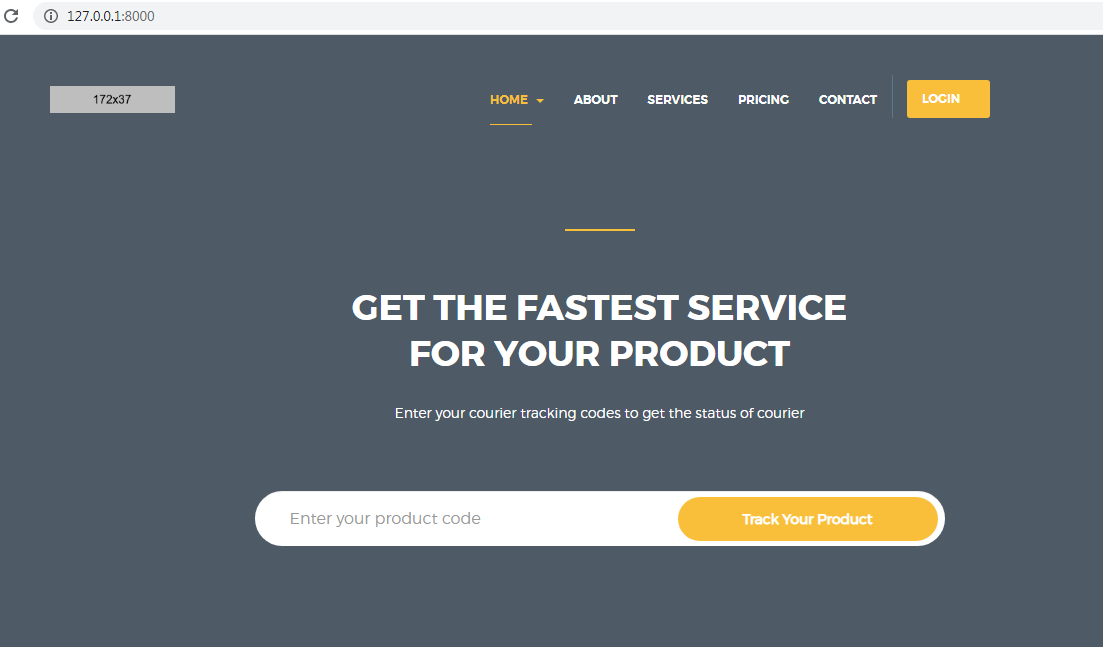 127.0.0.1:8000
172x37
HOME ABOUT SERVICES PRICING CONTACT LOGIN
GET THE FASTEST SERVICE
FOR YOUR PRODUCT
Enter your courier tracking codes to get the status of courier
Enter your product code Track Your Product